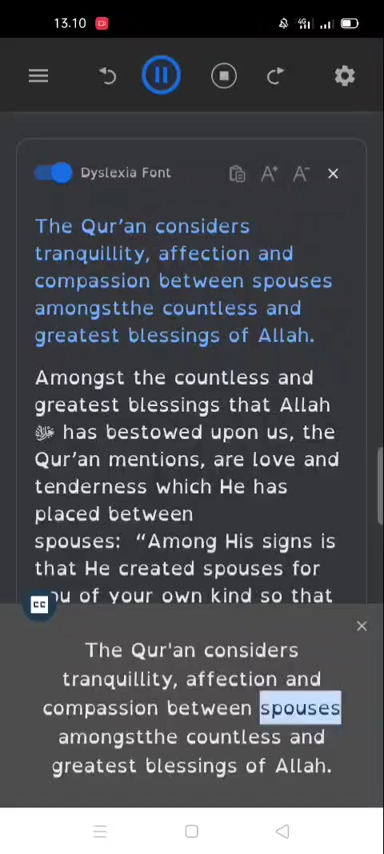 13.10
4G
Dyslexia Font
A+
A-
The Qur’an considers
tranquillity, affection and
compassion between spouses
amongstthe countless and
greatest blessings of Allah.
Amongst the countless and
greatest blessings that Allah
ﷻ has bestowed upon us, the
Qur’an mentions, are love and
tenderness which He has
placed between
spouses: “Among His signs is
that He created spouses for
you of your own kind so that
CC
The Qur'an considers
tranquillity, affection and
compassion between spouses
amongstthe countless and
greatest blessings of Allah.